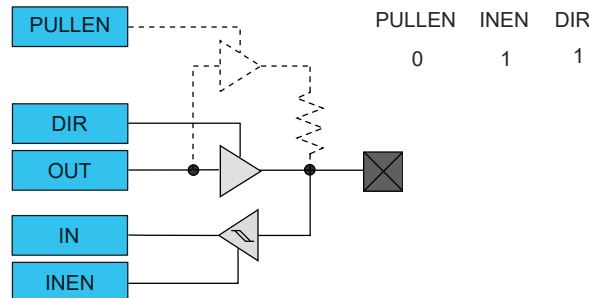 PULLEN
PULLEN INEN DIR
0 1 1
DIR
OUT
IN
INEN